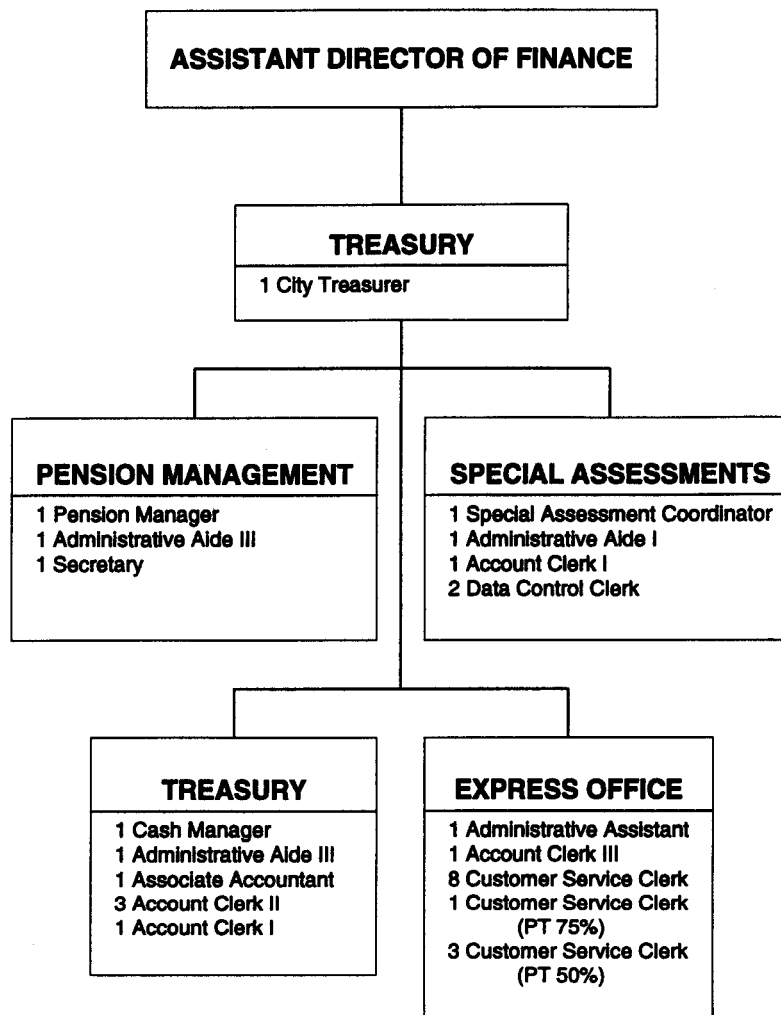 ASSISTANT DIRECTOR OF FINANCE
TREASURY
1 City Treasurer
PENSION MANAGEMENT
1 Pension Manager
1 Administrative Aide III
1 Secretary
SPECIAL ASSESSMENTS
1 Special Assessment Coordinator
1 Administrative Aide I
1 Account Clerk I
2 Data Control Clerk
TREASURY
1 Cash Manager
1 Administrative Aide III
1 Associate Accountant
3 Account Clerk II
1 Account Clerk I
EXPRESS OFFICE
1 Administrative Assistant
1 Account Clerk III
8 Customer Service Clerk
1 Customer Service Clerk
(PT 75%)
3 Customer Service Clerk
(PT 50%)